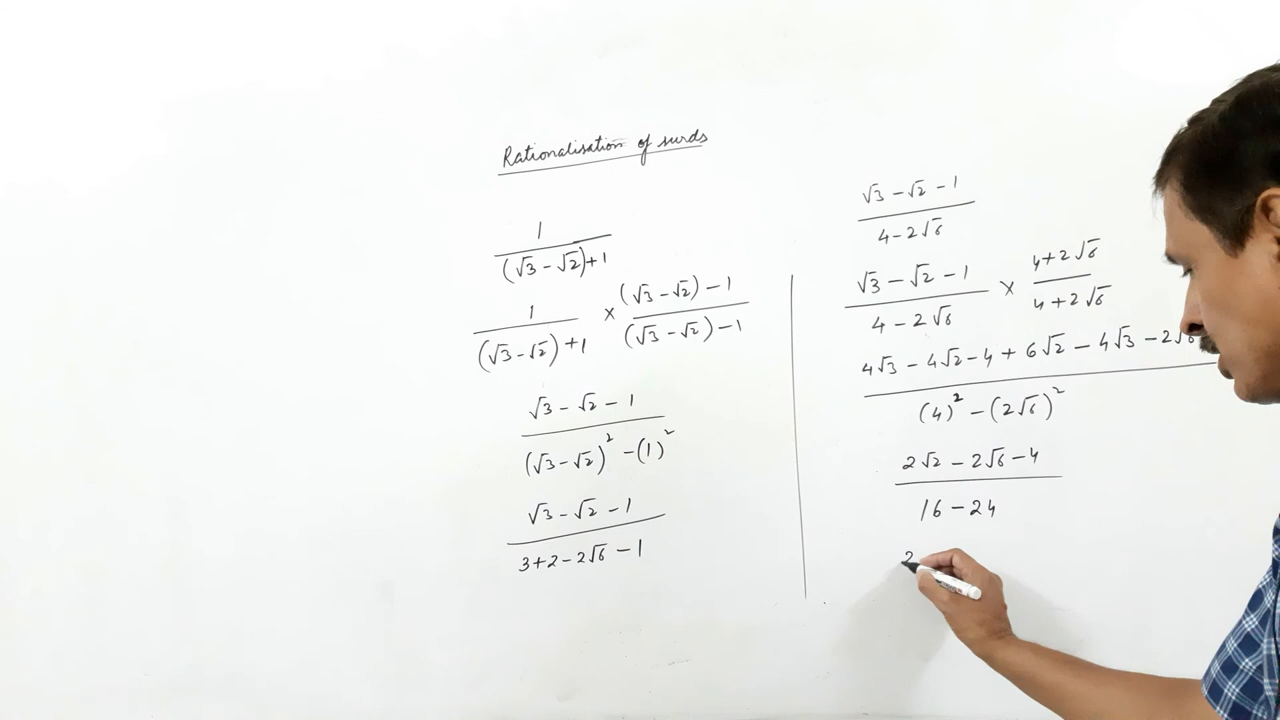 Rationalisation of surds
1
(√3 - √2) + 1
1
(√3 - √2) + 1
×
(√3 - √2) - 1
(√3 - √2) - 1
√3 - √2 - 1
(√3 - √2)² - (1)²
√3 - √2 - 1
3 + 2 - 2√6 - 1
√3 - √2 - 1
4 - 2√6
√3 - √2 - 1
4 - 2√6
×
4 + 2√6
4 + 2√6
4√3 - 4√2 - 4 + 6√2 - 4√3 - 2√6
(4)² - (2√6)²
2√2 - 2√6 - 4
16 - 24
2